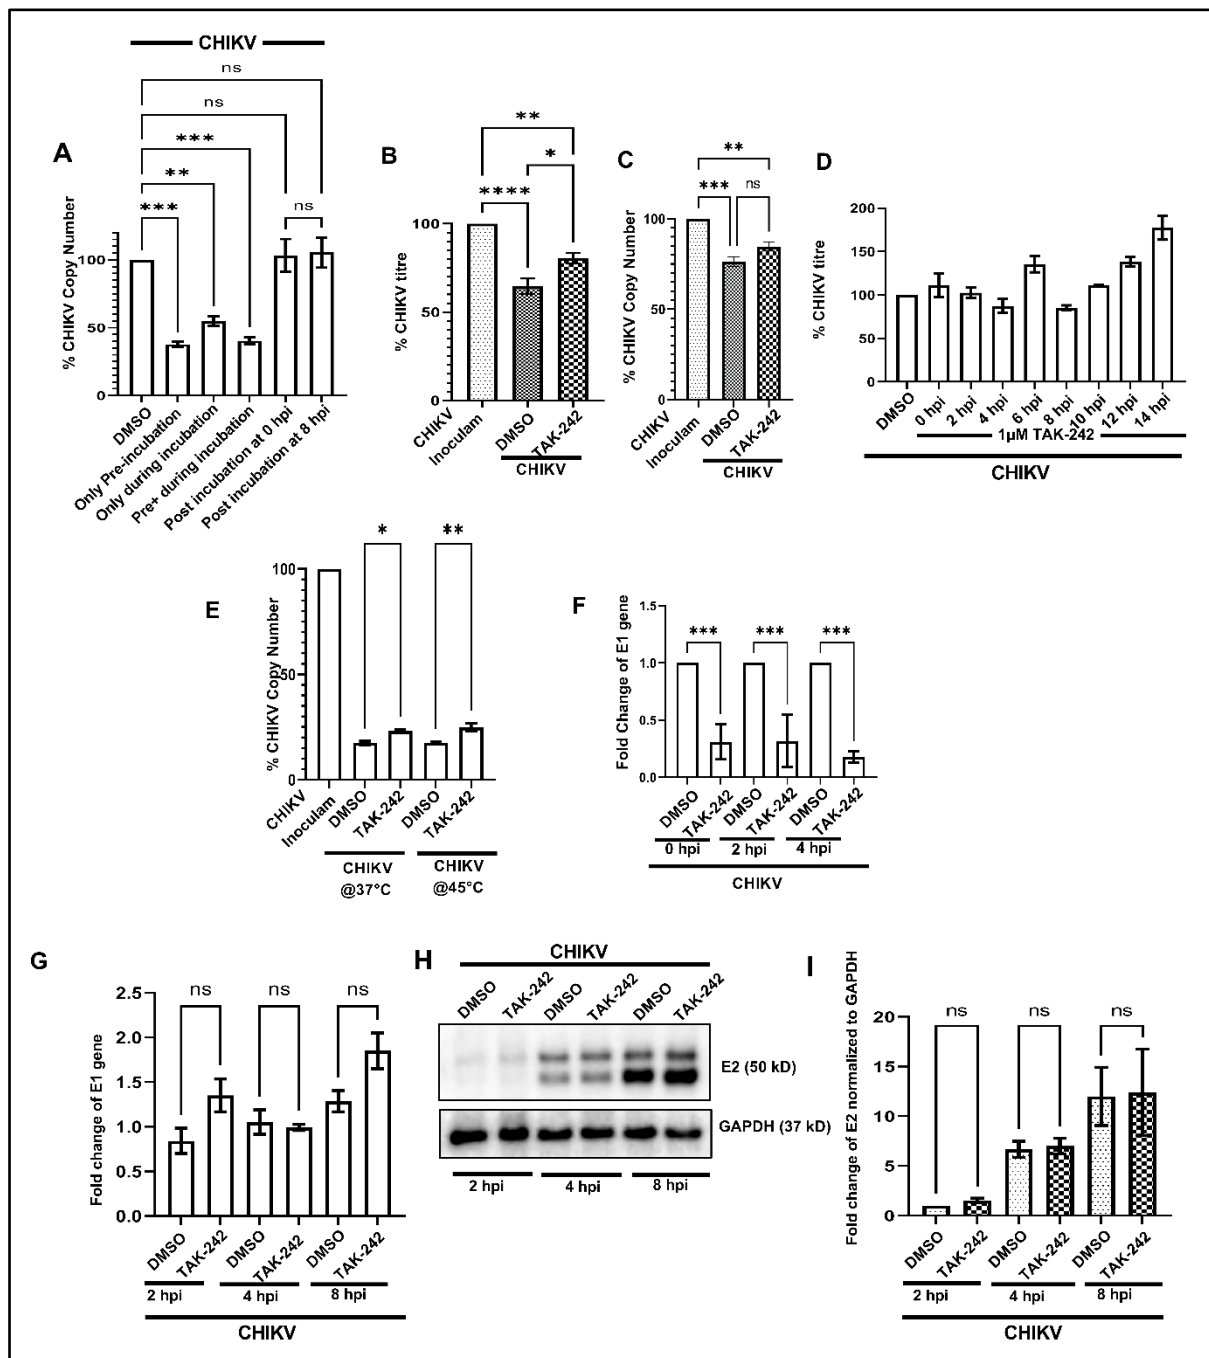 CHIKV
ns
ns
***
**
***
ns
A
% CHIKV Copy Number
100
50
0
DMSO
Only Pre-incubation
Only during incubation
Pre+ during incubation
Post incubation at 0 hpi
Post incubation at 8 hpi
B
**
*
****
% CHIKV titre
100
50
0
CHIKV
Inoculam
DMSO
TAK-242
CHIKV
C
**
***
ns
% CHIKV Copy Number
100
50
0
CHIKV
Inoculam
DMSO
TAK-242
CHIKV
D
% CHIKV titre
200
150
100
50
0
DMSO
0 hpi
2 hpi
4 hpi
6 hpi
8 hpi
10 hpi
12 hpi
14 hpi
1µM TAK-242
CHIKV
E
*
**
% CHIKV Copy Number
100
50
0
CHIKV
Inoculam
DMSO
TAK-242
DMSO
TAK-242
CHIKV
@37°C
CHIKV
@45°C
F
***
***
***
Fold Change of E1 gene
1.5
1.0
0.5
0.0
DMSO
TAK-242
DMSO
TAK-242
DMSO
TAK-242
0 hpi
2 hpi
4 hpi
CHIKV
G
ns
ns
ns
Fold change of E1 gene
2.5
2.0
1.5
1.0
0.5
0.0
DMSO
TAK-242
DMSO
TAK-242
DMSO
TAK-242
2 hpi
4 hpi
8 hpi
CHIKV
H
CHIKV
DMSO
TAK-242
DMSO
TAK-242
DMSO
TAK-242
E2 (50 kD)
GAPDH (37 kD)
2 hpi
4 hpi
8 hpi
I
ns
ns
ns
Fold change of E2 normalized to GAPDH
20
15
10
5
0
DMSO
TAK-242
DMSO
TAK-242
DMSO
TAK-242
2 hpi
4 hpi
8 hpi
CHIKV